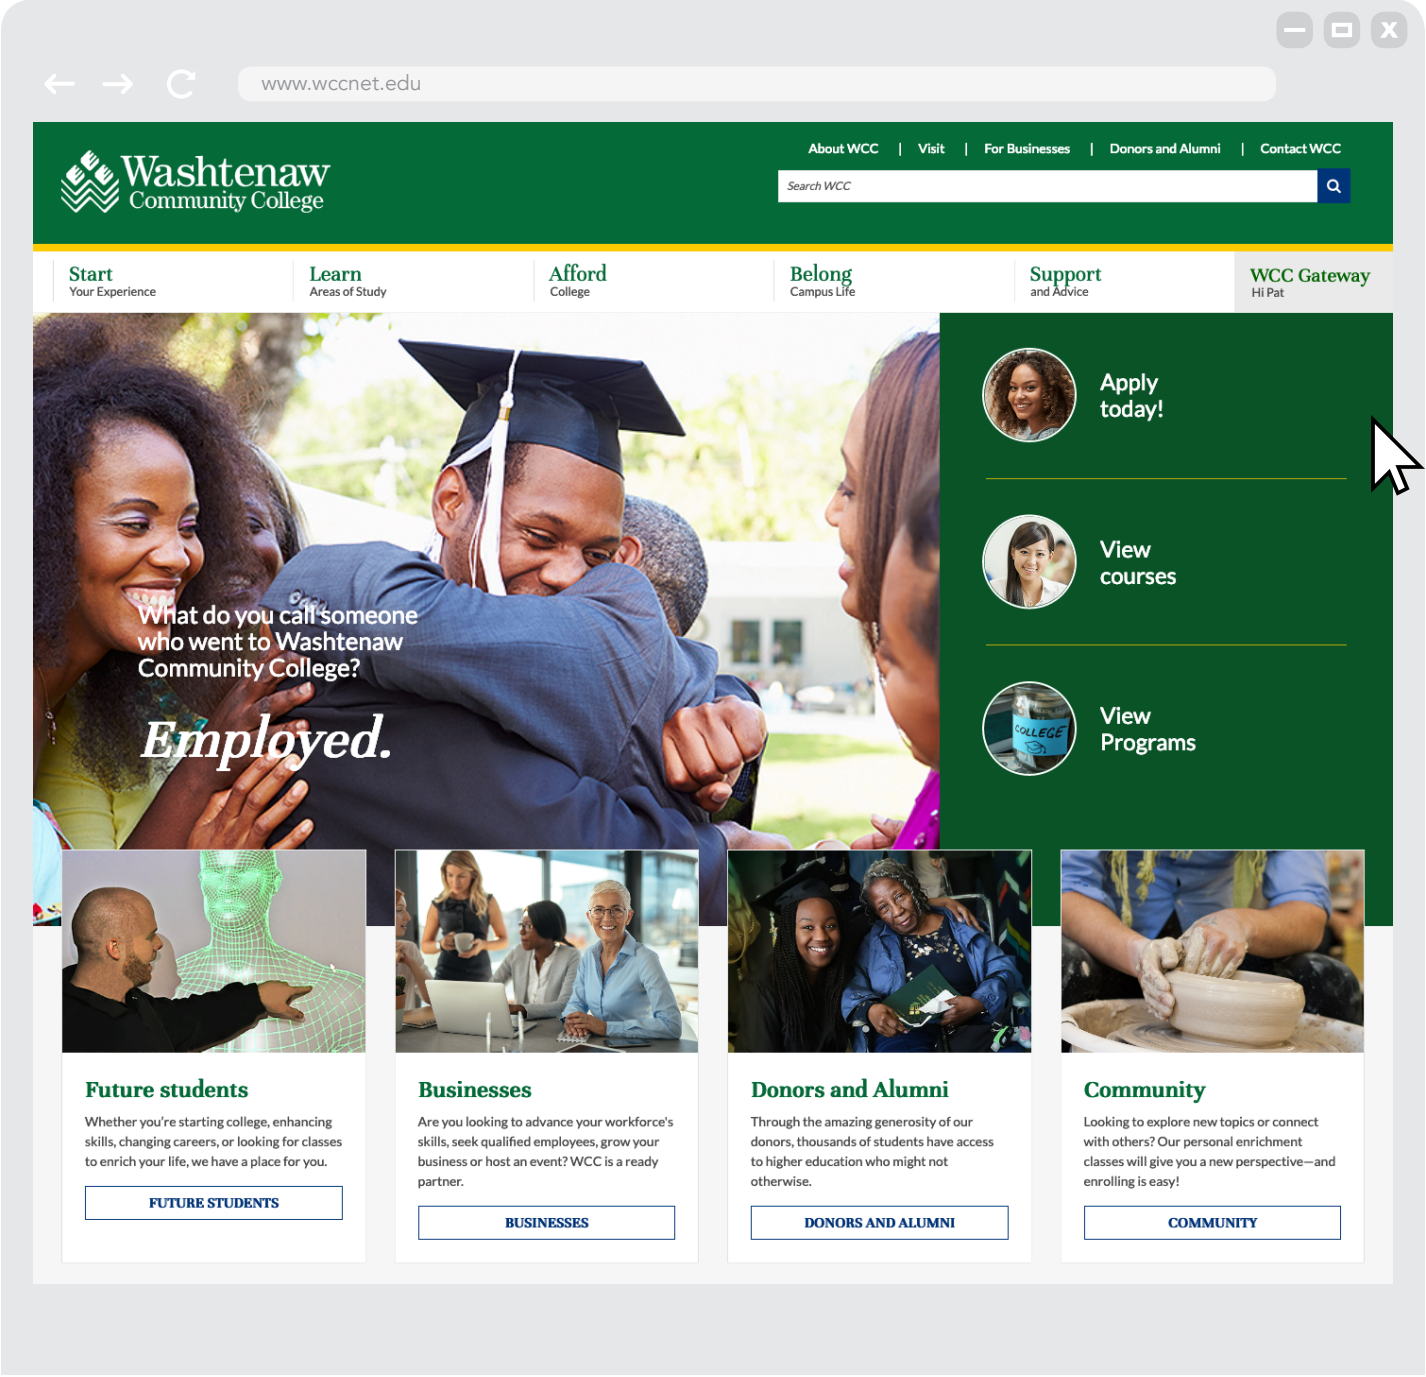 www.wccnet.edu
Washtenaw
Community College
About WCC | Visit | For Businesses | Donors and Alumni | Contact WCC
Search WCC
Start
Your Experience
Learn
Areas of Study
Afford
College
Belong
Campus Life
Support
and Advice
WCC Gateway
Hi Pat
What do you call someone
who went to Washtenaw
Community College?
Employed.
Apply
today!
View
courses
COLLEGE
View
Programs
Future students
Whether you're starting college, enhancing
skills, changing careers, or looking for classes
to enrich your life, we have a place for you.
FUTURE STUDENTS
Businesses
Are you looking to advance your workforce's
skills, seek qualified employees, grow your
business or host an event? WCC is a ready
partner.
BUSINESSES
Donors and Alumni
Through the amazing generosity of our
donors, thousands of students have access
to higher education who might not
otherwise.
DONORS AND ALUMNI
Community
Looking to explore new topics or connect
with others? Our personal enrichment
classes will give you a new perspective—and
enrolling is easy!
COMMUNITY